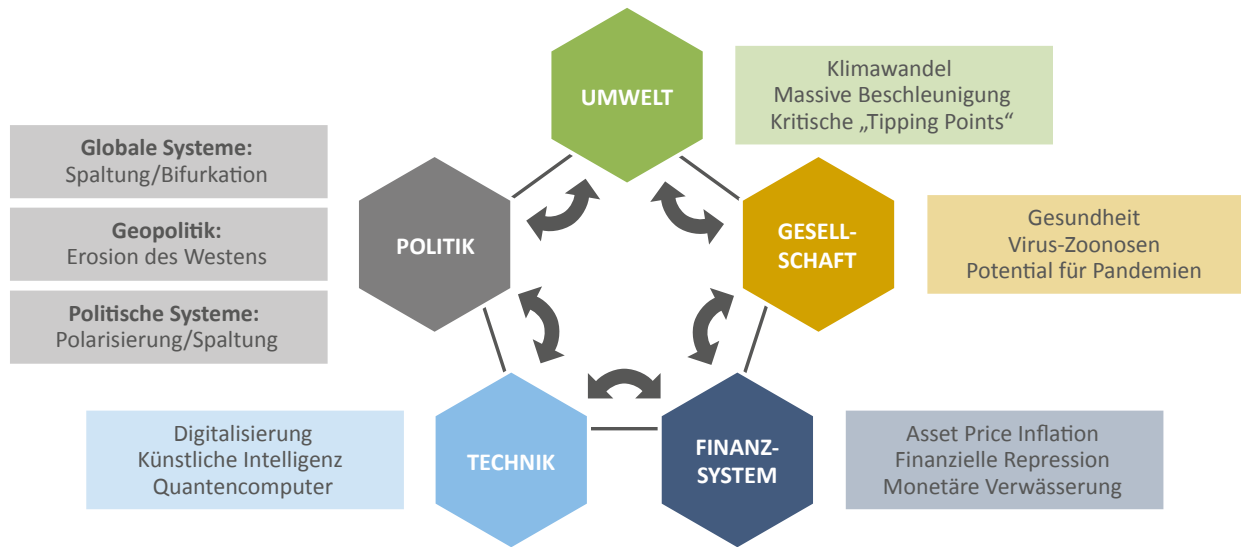 UMWELT
Klimawandel
Massive Beschleunigung
Kritische „Tipping Points“
Globale Systeme:
Spaltung/Bifurkation
Geopolitik:
Erosion des Westens
Politische Systeme:
Polarisierung/Spaltung
POLITIK
GESELL-
SCHAFT
Gesundheit
Virus-Zoonosen
Potential für Pandemien
Digitalisierung
Künstliche Intelligenz
Quantencomputer
TECHNIK
FINANZ-
SYSTEM
Asset Price Inflation
Finanzielle Repression
Monetäre Verwässerung